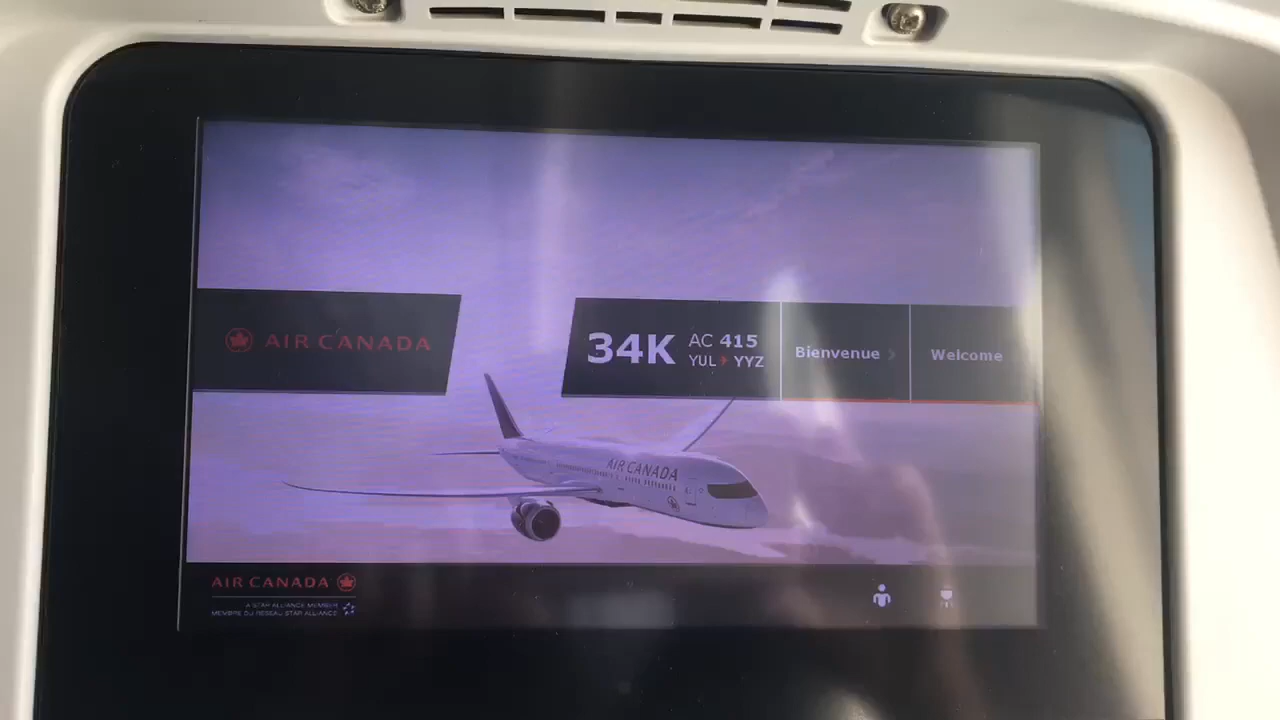 AIR CANADA
34K
AC 415
YUL YYZ
Bienvenue
Welcome
AIR CANADA
AIR CANADA
A STAR ALLIANCE MEMBER
MEMBRE DU RÉSEAU STAR ALLIANCE